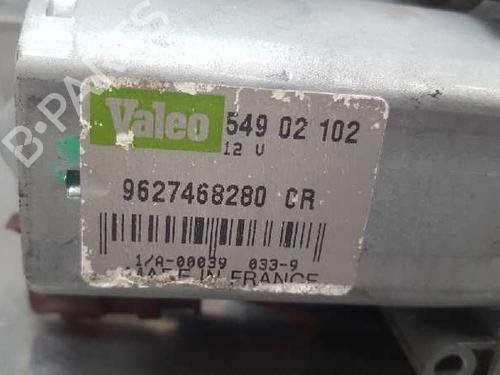 B-PARTS
Valeo 549 02 102
12 V
9627468280 CR
1/A-00039 033-9
MADE IN FRANCE